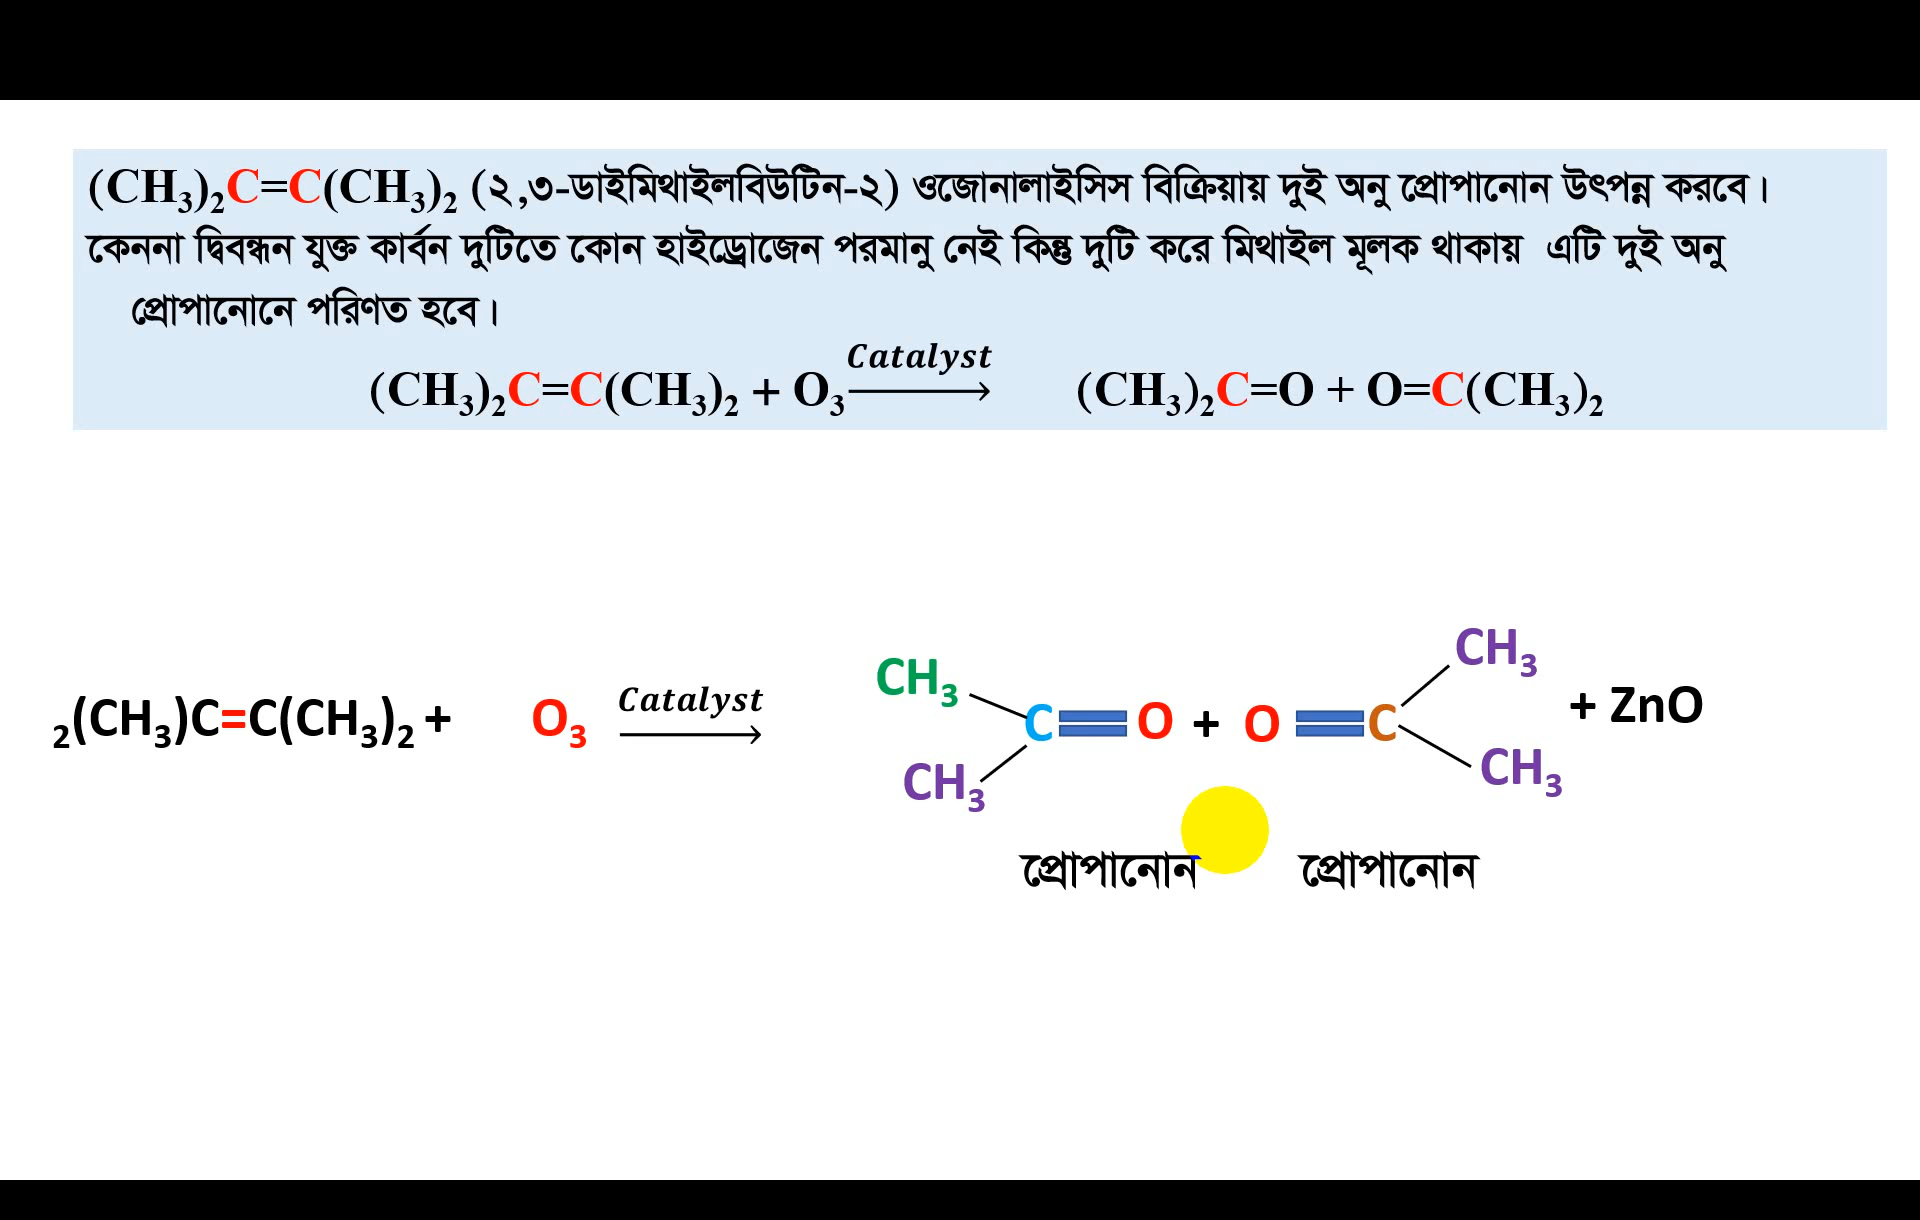 (CH₃)₂C=C(CH₃)₂ (২,৩-ডাইমিথাইলবিউটিন-২) ওজোনালাইসিস বিক্রিয়ায় দুই অনু প্রোপানোন উৎপন্ন করবে।
কেননা দ্বিবন্ধন যুক্ত কার্বন দুটিতে কোন হাইড্রোজেন পরমানু নেই কিন্তু দুটি করে মিথাইল মূলক থাকায় এটি দুই অনু
প্রোপানোনে পরিণত হবে।
Catalyst
(CH₃)₂C=C(CH₃)₂ + O₃ ⟶ (CH₃)₂C=O + O=C(CH₃)₂
CH₃ CH₃
Catalyst
₂(CH₃)C=C(CH₃)₂ + O₃ ⟶ C=O + O=C + ZnO
CH₃ CH₃
প্রোপানোন প্রোপানোন